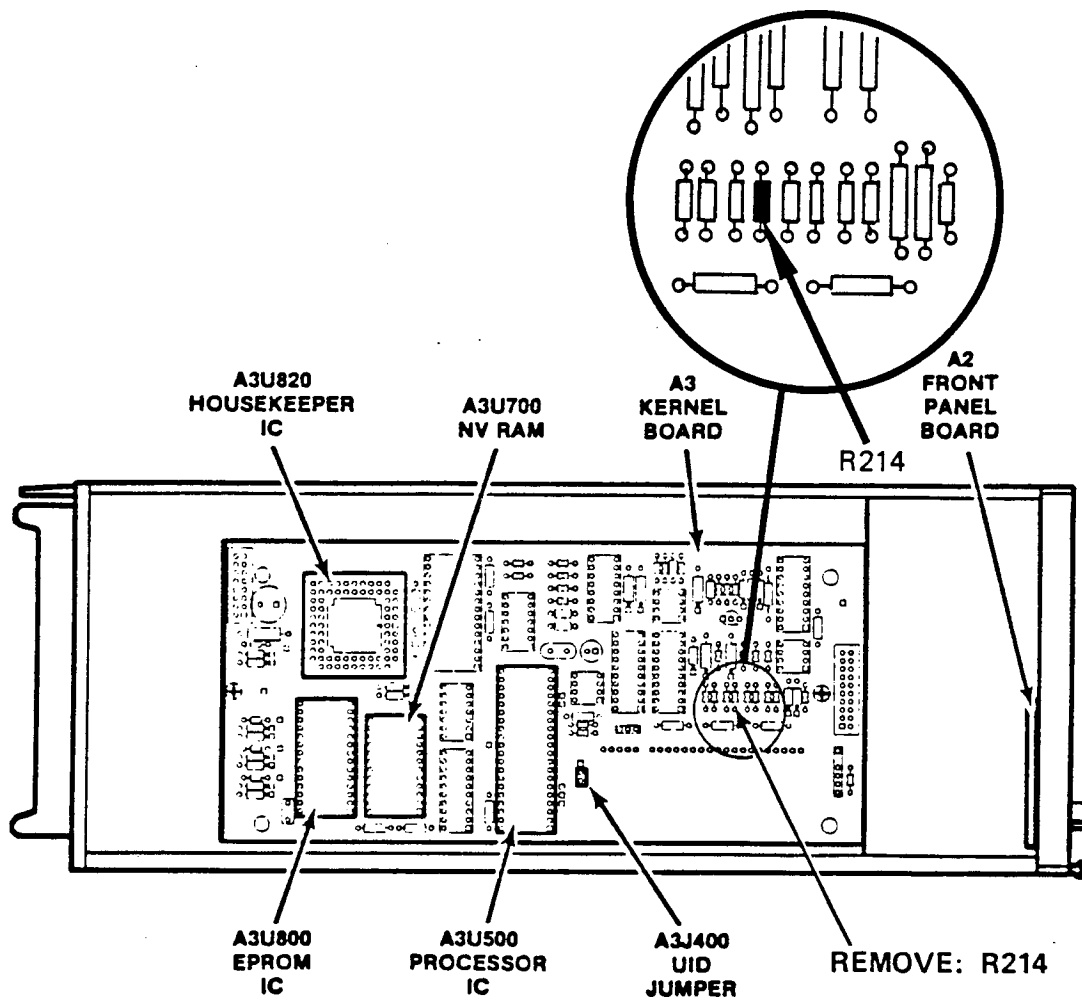 A3U820
HOUSEKEEPER
IC
A3U700
NV RAM
A3
KERNEL
BOARD
R214
A2
FRONT
PANEL
BOARD
A3U800
EPROM
IC
A3U500
PROCESSOR
IC
A3J400
UID
JUMPER
REMOVE: R214